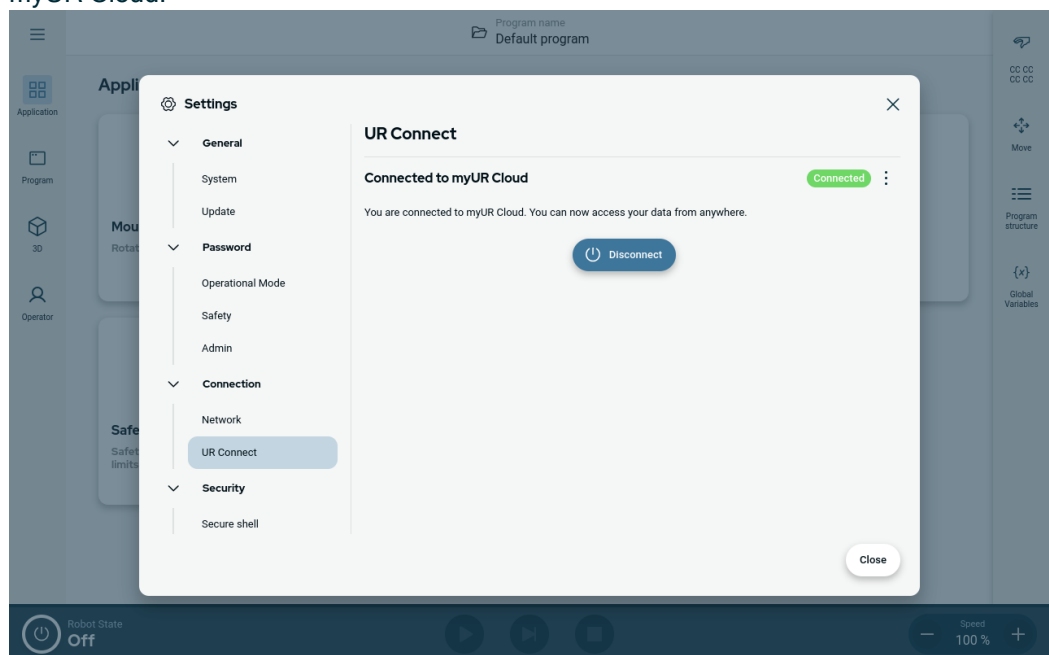 myUR Cloud.
Program name
Default program
Appli
Application
Program
3D
Operator
Mou
Rotat
Safe
Safet
limits
Settings
General
System
Update
Password
Operational Mode
Safety
Admin
Connection
Network
UR Connect
Security
Secure shell
UR Connect
Connected to myUR Cloud
Connected
You are connected to myUR Cloud. You can now access your data from anywhere.
Disconnect
Close
CC CC
CC CC
Move
Program
structure
{x}
Global
Variables
Robot State
Off
Speed
100 %